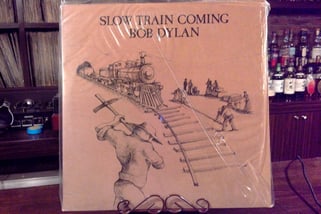 SLOW TRAIN COMING
BOB DYLAN